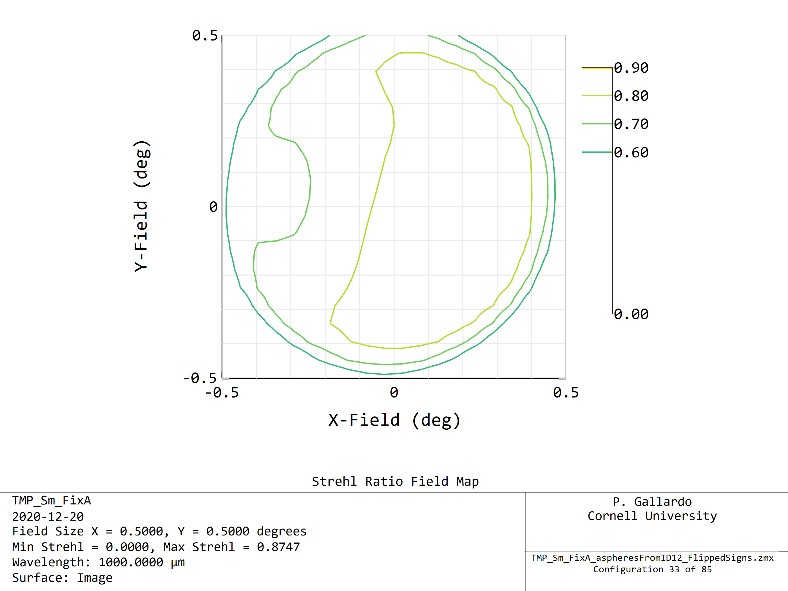 0.5
0
-0.5
Y-Field (deg)
-0.5
0
0.5
X-Field (deg)
0.90
0.80
0.70
0.60
0.00
Strehl Ratio Field Map
TMP_Sm_FixA
2020-12-20
Field Size X = 0.5000, Y = 0.5000 degrees
Min Strehl = 0.0000, Max Strehl = 0.8747
Wavelength: 1000.0000 µm
Surface: Image
P. Gallardo
Cornell University
TMP_Sm_FixA_aspheresFromID12_FlippedSigns.zmx
Configuration 33 of 85